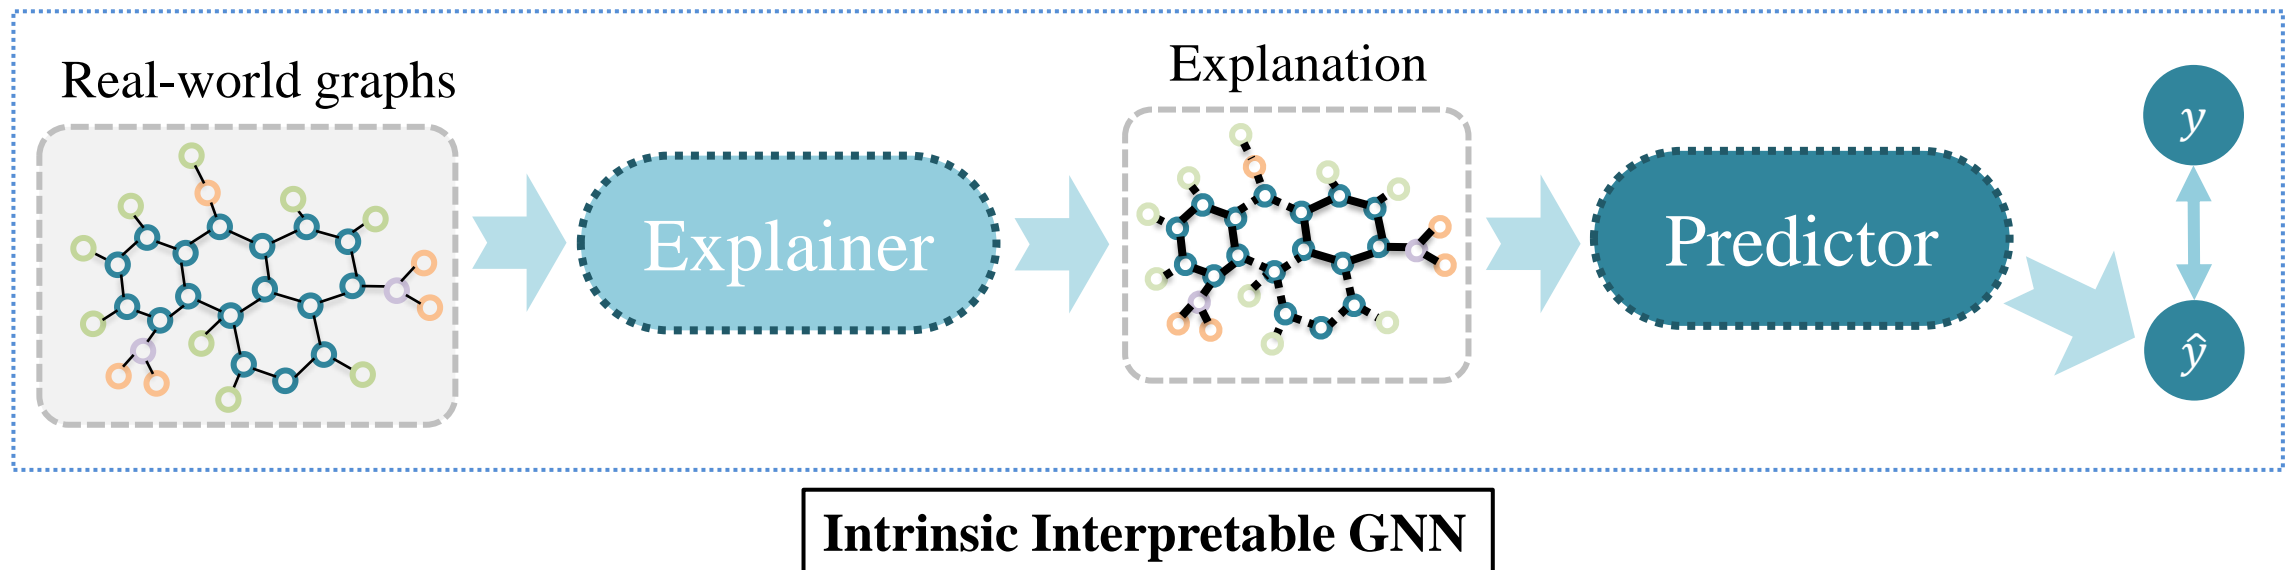 Real-world graphs
Explainer
Explanation
Predictor
y
ŷ
Intrinsic Interpretable GNN